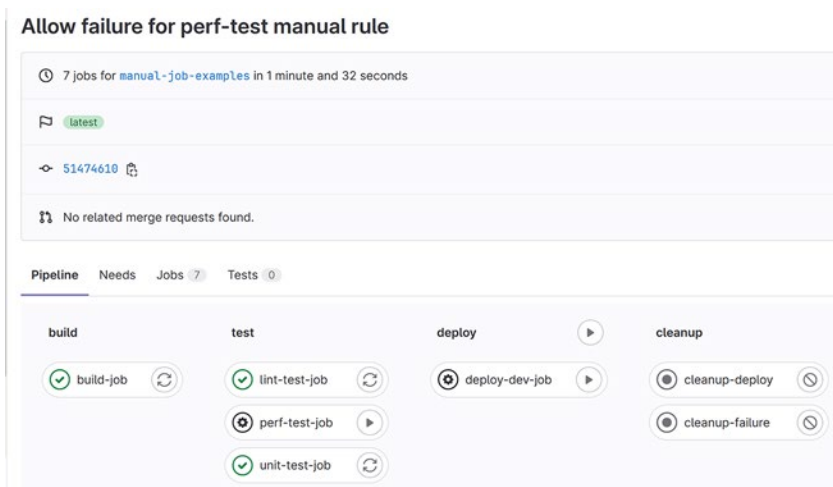 Allow failure for perf-test manual rule
7 jobs for manual-job-examples in 1 minute and 32 seconds
latest
51474610
No related merge requests found.
Pipeline Needs Jobs 7 Tests 0
build test deploy cleanup
build-job lint-test-job deploy-dev-job cleanup-deploy
perf-test-job cleanup-failure
unit-test-job